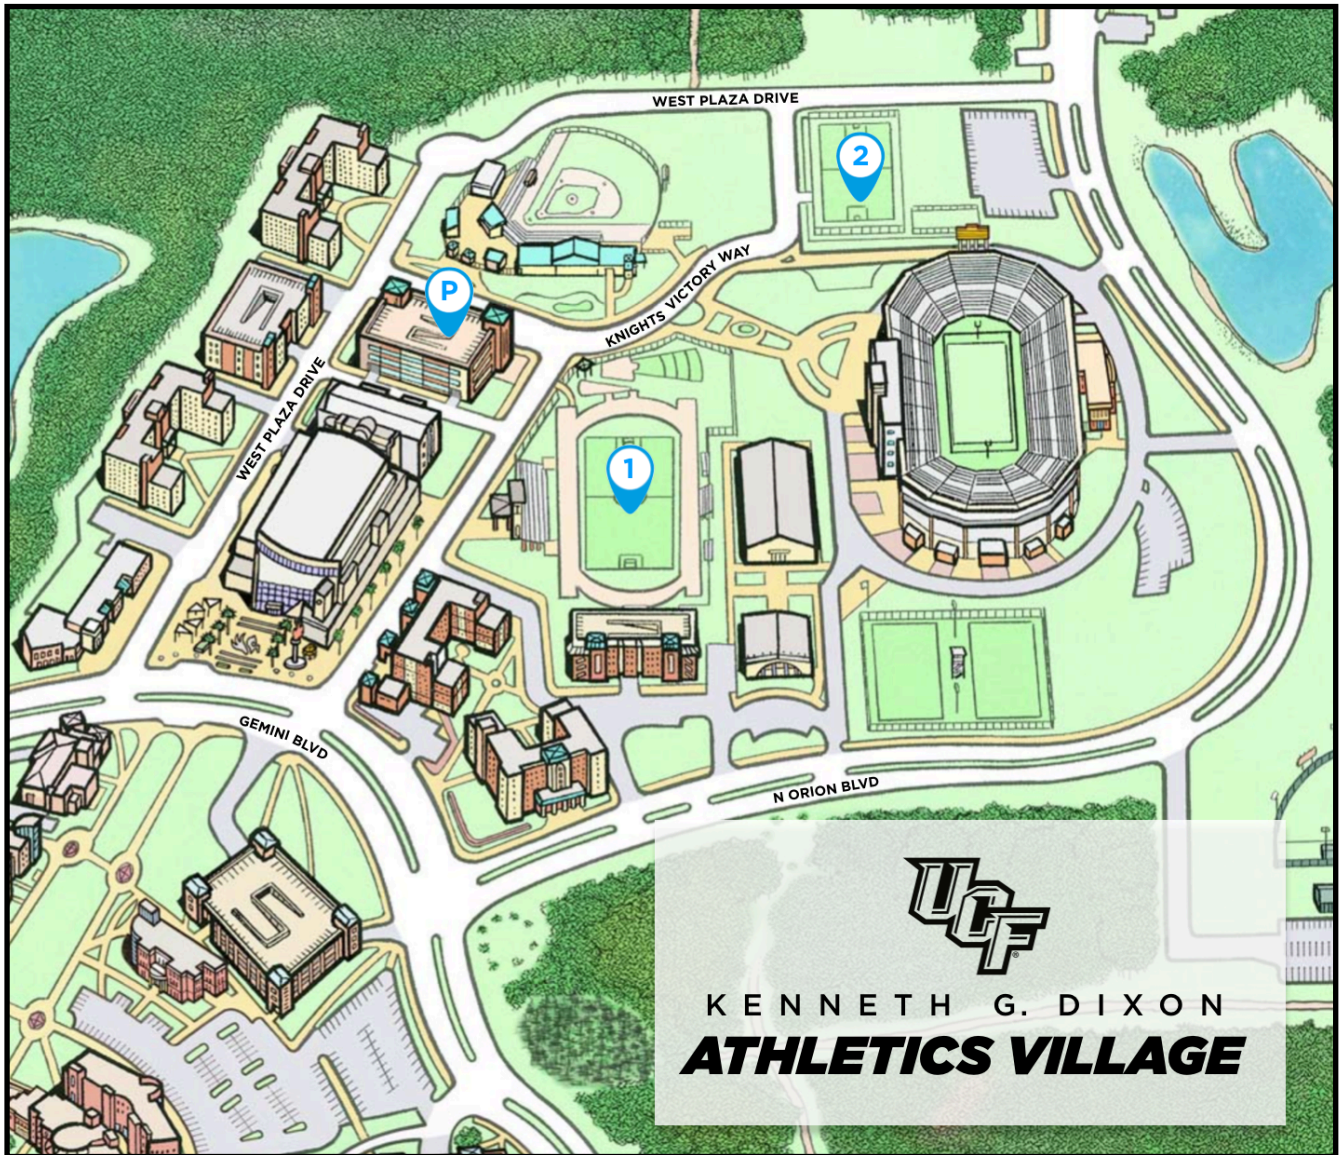 WEST PLAZA DRIVE
2
KNIGHTS VICTORY WAY
P
WEST PLAZA DRIVE
1
GEMINI BLVD
N ORION BLVD
UCF
KENNETH G. DIXON
ATHLETICS VILLAGE